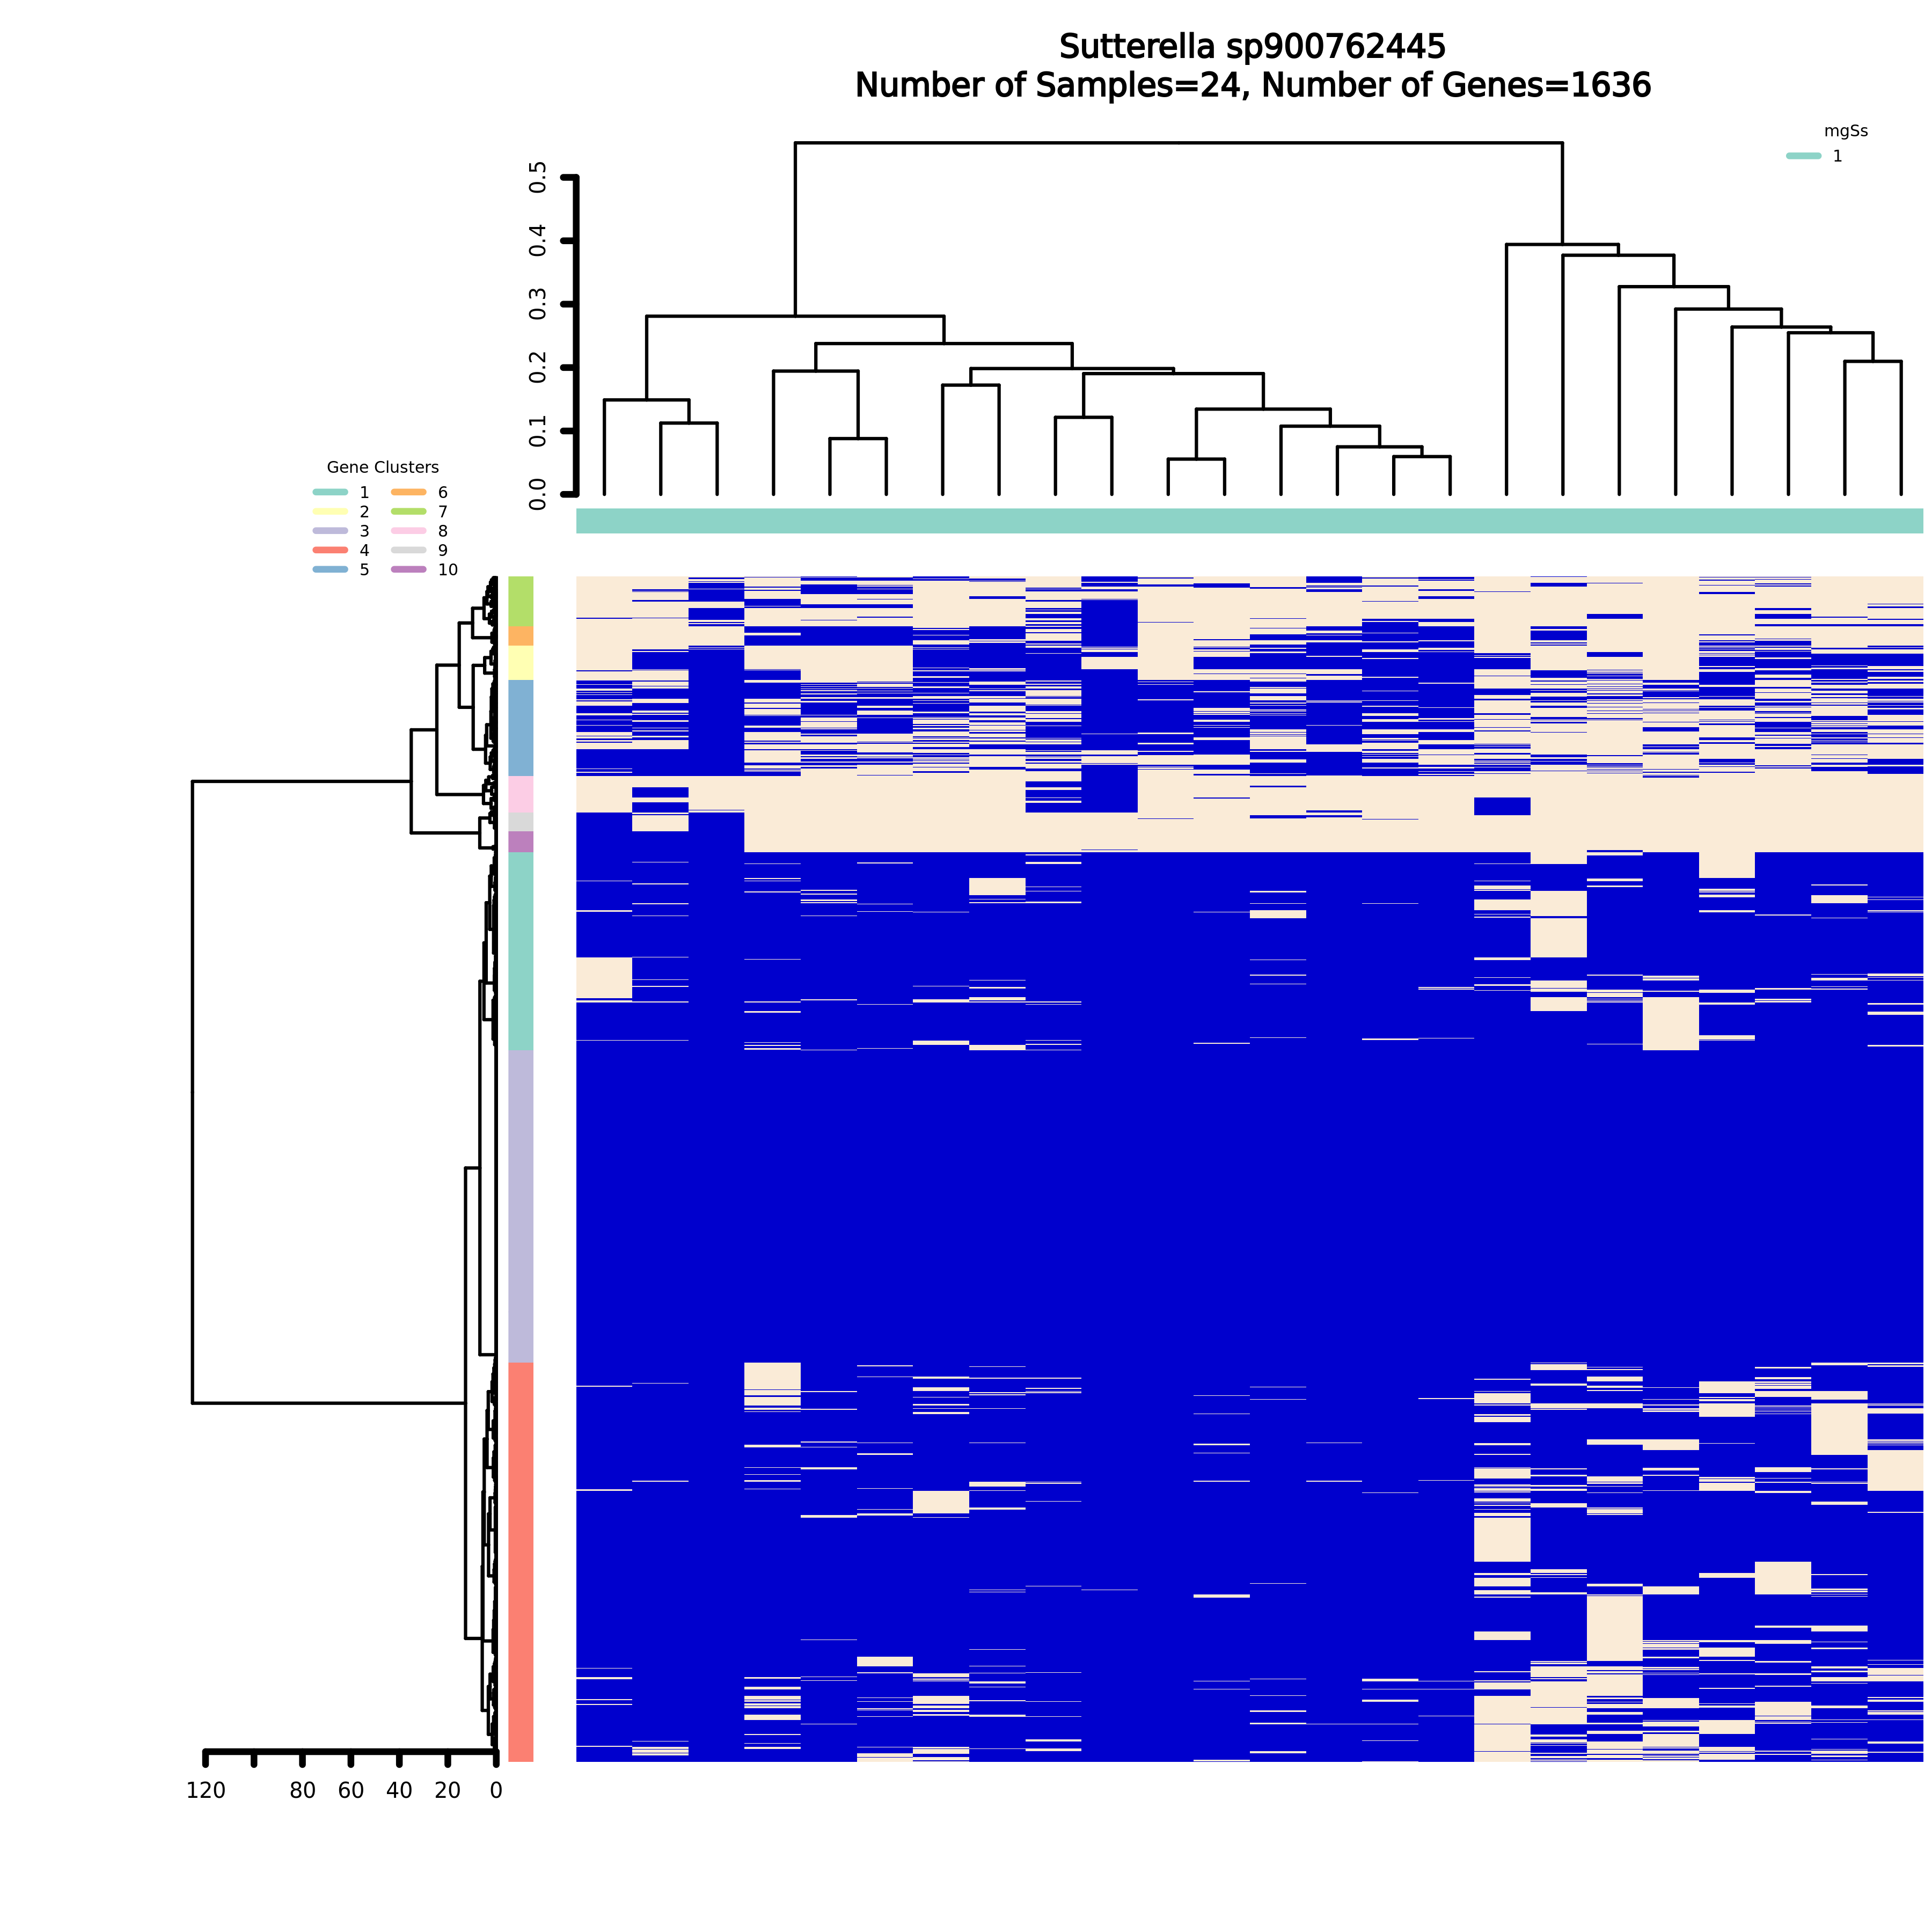 Sutterella sp900762445
Number of Samples=24, Number of Genes=1636
mgSs
1
0.5
0.4
0.3
0.2
0.1
0.0
Gene Clusters
1 6
2 7
3 8
4 9
5 10
120 80 60 40 20 0